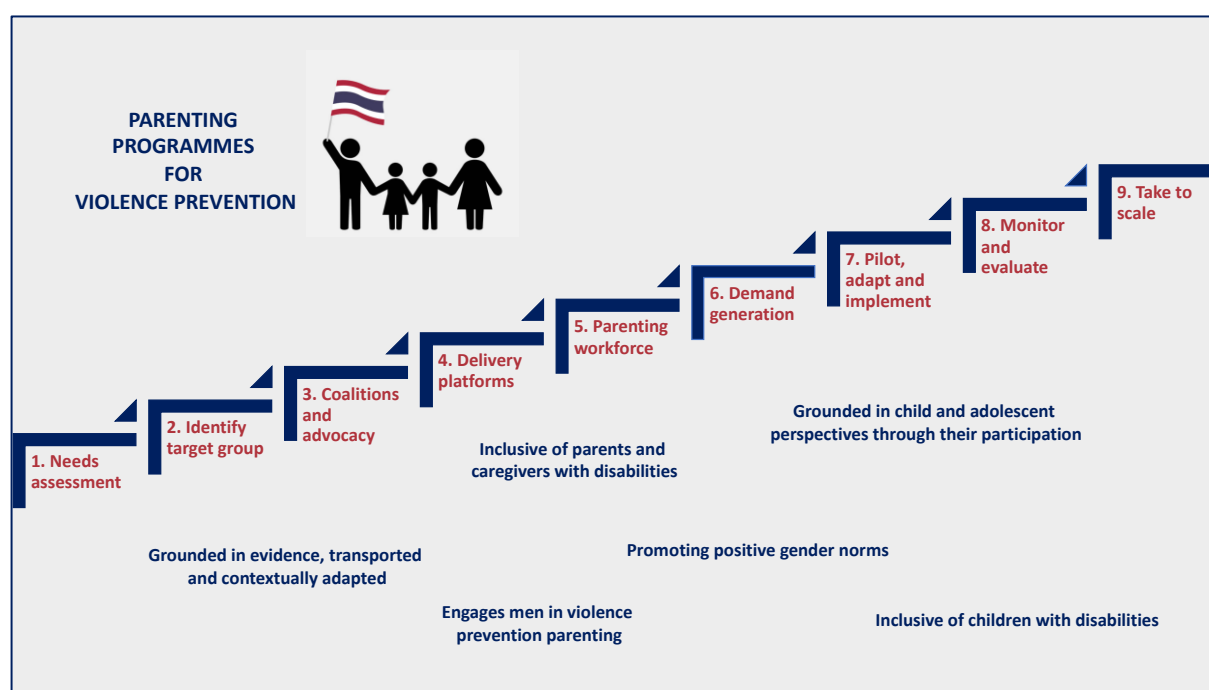 PARENTING
PROGRAMMES
FOR
VIOLENCE PREVENTION
1. Needs
assessment
2. Identify
target group
3. Coalitions
and
advocacy
4. Delivery
platforms
5. Parenting
workforce
6. Demand
generation
7. Pilot,
adapt and
implement
8. Monitor
and
evaluate
9. Take to
scale
Grounded in child and adolescent
perspectives through their participation
Inclusive of parents and
caregivers with disabilities
Grounded in evidence, transported
and contextually adapted
Promoting positive gender norms
Engages men in violence
prevention parenting
Inclusive of children with disabilities